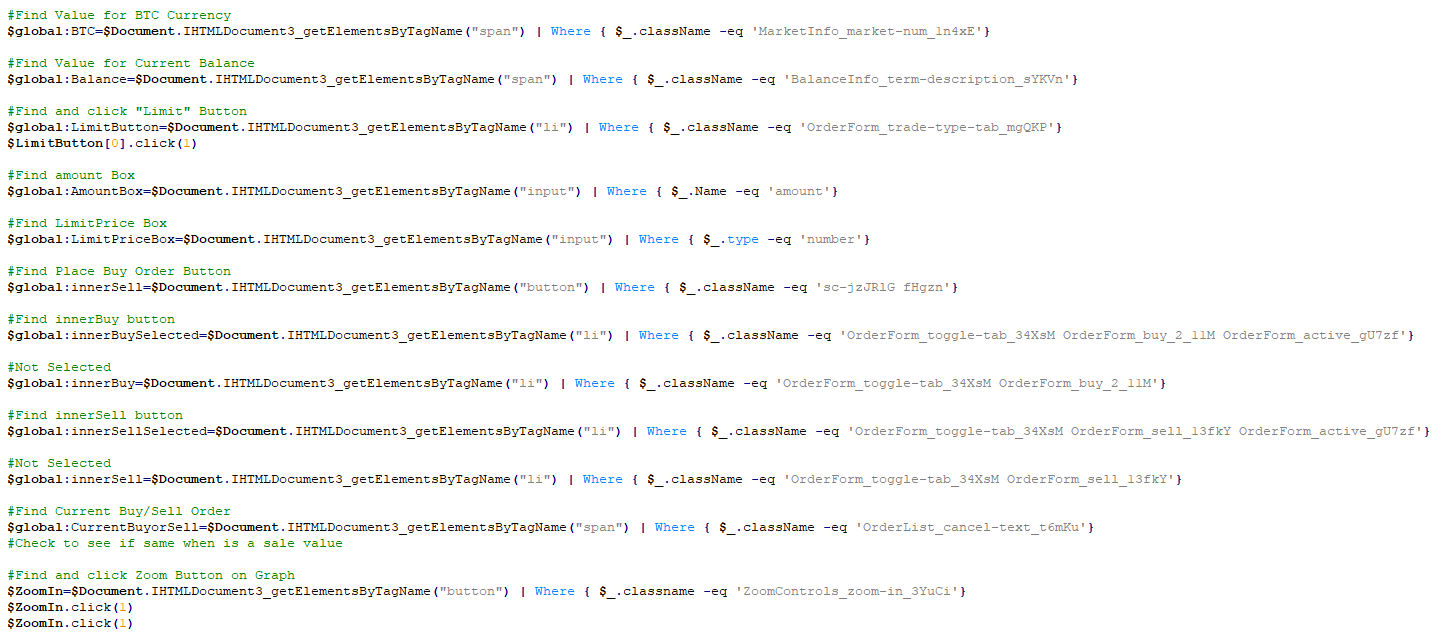 #Find Value for BTC Currency
$global:BTC=$Document.IHTMLDocument3_getElementsByTagName("span") | Where { $_.className -eq 'MarketInfo_market-num_1n4xE'}
#Find Value for Current Balance
$global:Balance=$Document.IHTMLDocument3_getElementsByTagName("span") | Where { $_.className -eq 'BalanceInfo_term-description_sYKVn'}
#Find and click "Limit" Button
$global:LimitButton=$Document.IHTMLDocument3_getElementsByTagName("li") | Where { $_.className -eq 'OrderForm_trade-type-tab_mgQKP'}
$LimitButton[0].click(1)
#Find amount Box
$global:AmountBox=$Document.IHTMLDocument3_getElementsByTagName("input") | Where { $_.Name -eq 'amount'}
#Find LimitPrice Box
$global:LimitPriceBox=$Document.IHTMLDocument3_getElementsByTagName("input") | Where { $_.type -eq 'number'}
#Find Place Buy Order Button
$global:innerSell=$Document.IHTMLDocument3_getElementsByTagName("button") | Where { $_.className -eq 'sc-jzJRlG fHgzn'}
#Find innerBuy button
$global:innerBuySelected=$Document.IHTMLDocument3_getElementsByTagName("li") | Where { $_.className -eq 'OrderForm_toggle-tab_34XsM OrderForm_buy_2_11M OrderForm_active_gU7zf'}
#Not Selected
$global:innerBuy=$Document.IHTMLDocument3_getElementsByTagName("li") | Where { $_.className -eq 'OrderForm_toggle-tab_34XsM OrderForm_buy_2_11M'}
#Find innerSell button
$global:innerSellSelected=$Document.IHTMLDocument3_getElementsByTagName("li") | Where { $_.className -eq 'OrderForm_toggle-tab_34XsM OrderForm_sell_13fkY OrderForm_active_gU7zf'}
#Not Selected
$global:innerSell=$Document.IHTMLDocument3_getElementsByTagName("li") | Where { $_.className -eq 'OrderForm_toggle-tab_34XsM OrderForm_sell_13fkY'}
#Find Current Buy/Sell Order
$global:CurrentBuyorSell=$Document.IHTMLDocument3_getElementsByTagName("span") | Where { $_.className -eq 'OrderList_cancel-text_t6mKu'}
#Check to see if same when is a sale value
#Find and click Zoom Button on Graph
$ZoomIn=$Document.IHTMLDocument3_getElementsByTagName("button") | Where { $_.classname -eq 'ZoomControls_zoom-in_3YuCi'}
$ZoomIn.click(1)
$ZoomIn.click(1)